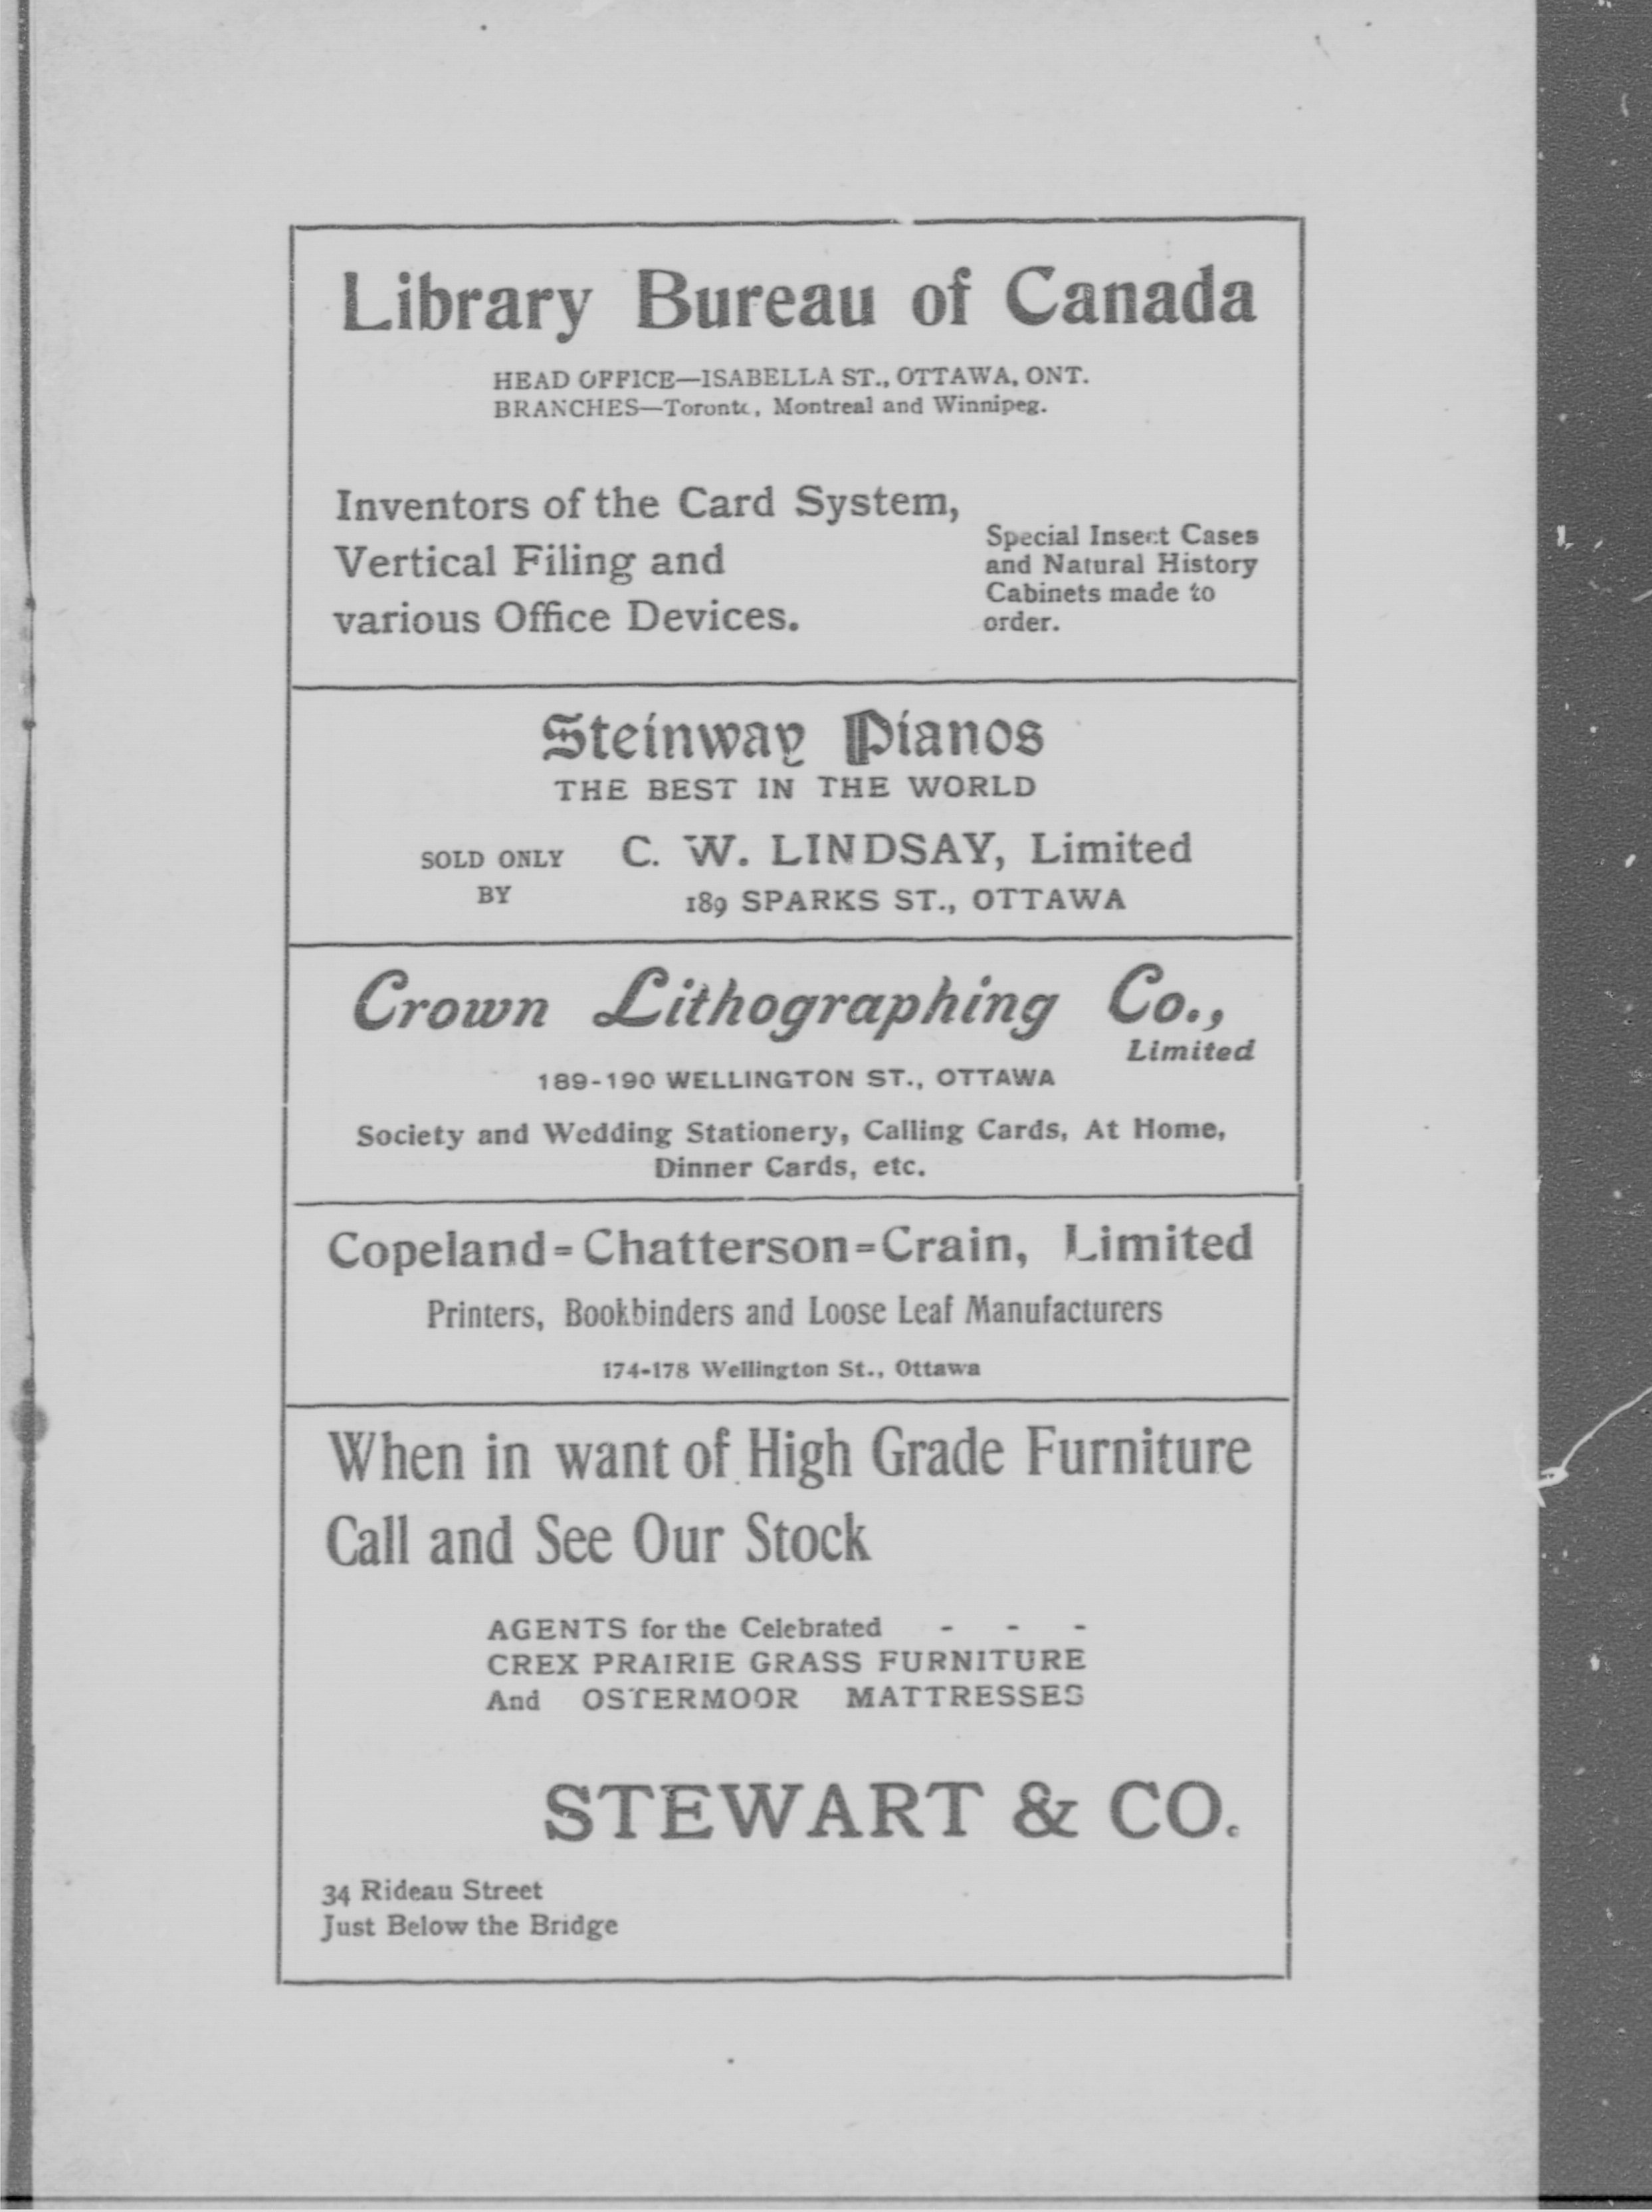 Library Bureau of Canada
HEAD OFFICE—ISABELLA ST., OTTAWA, ONT.
BRANCHES—Toronto, Montreal and Winnipeg.
Inventors of the Card System,
Vertical Filing and
various Office Devices.
Special Insect Cases
and Natural History
Cabinets made to
order.
Steinway Pianos
THE BEST IN THE WORLD
SOLD ONLY
BY
C. W. LINDSAY, Limited
189 SPARKS ST., OTTAWA
Crown Lithographing Co.,
Limited
189-190 WELLINGTON ST., OTTAWA
Society and Wedding Stationery, Calling Cards, At Home,
Dinner Cards, etc.
Copeland=Chatterson=Crain, Limited
Printers, Bookbinders and Loose Leaf Manufacturers
174-178 Wellington St., Ottawa
When in want of High Grade Furniture
Call and See Our Stock
AGENTS for the Celebrated - - -
CREX PRAIRIE GRASS FURNITURE
And OSTERMOOR MATTRESSES
STEWART & CO.
34 Rideau Street
Just Below the Bridge